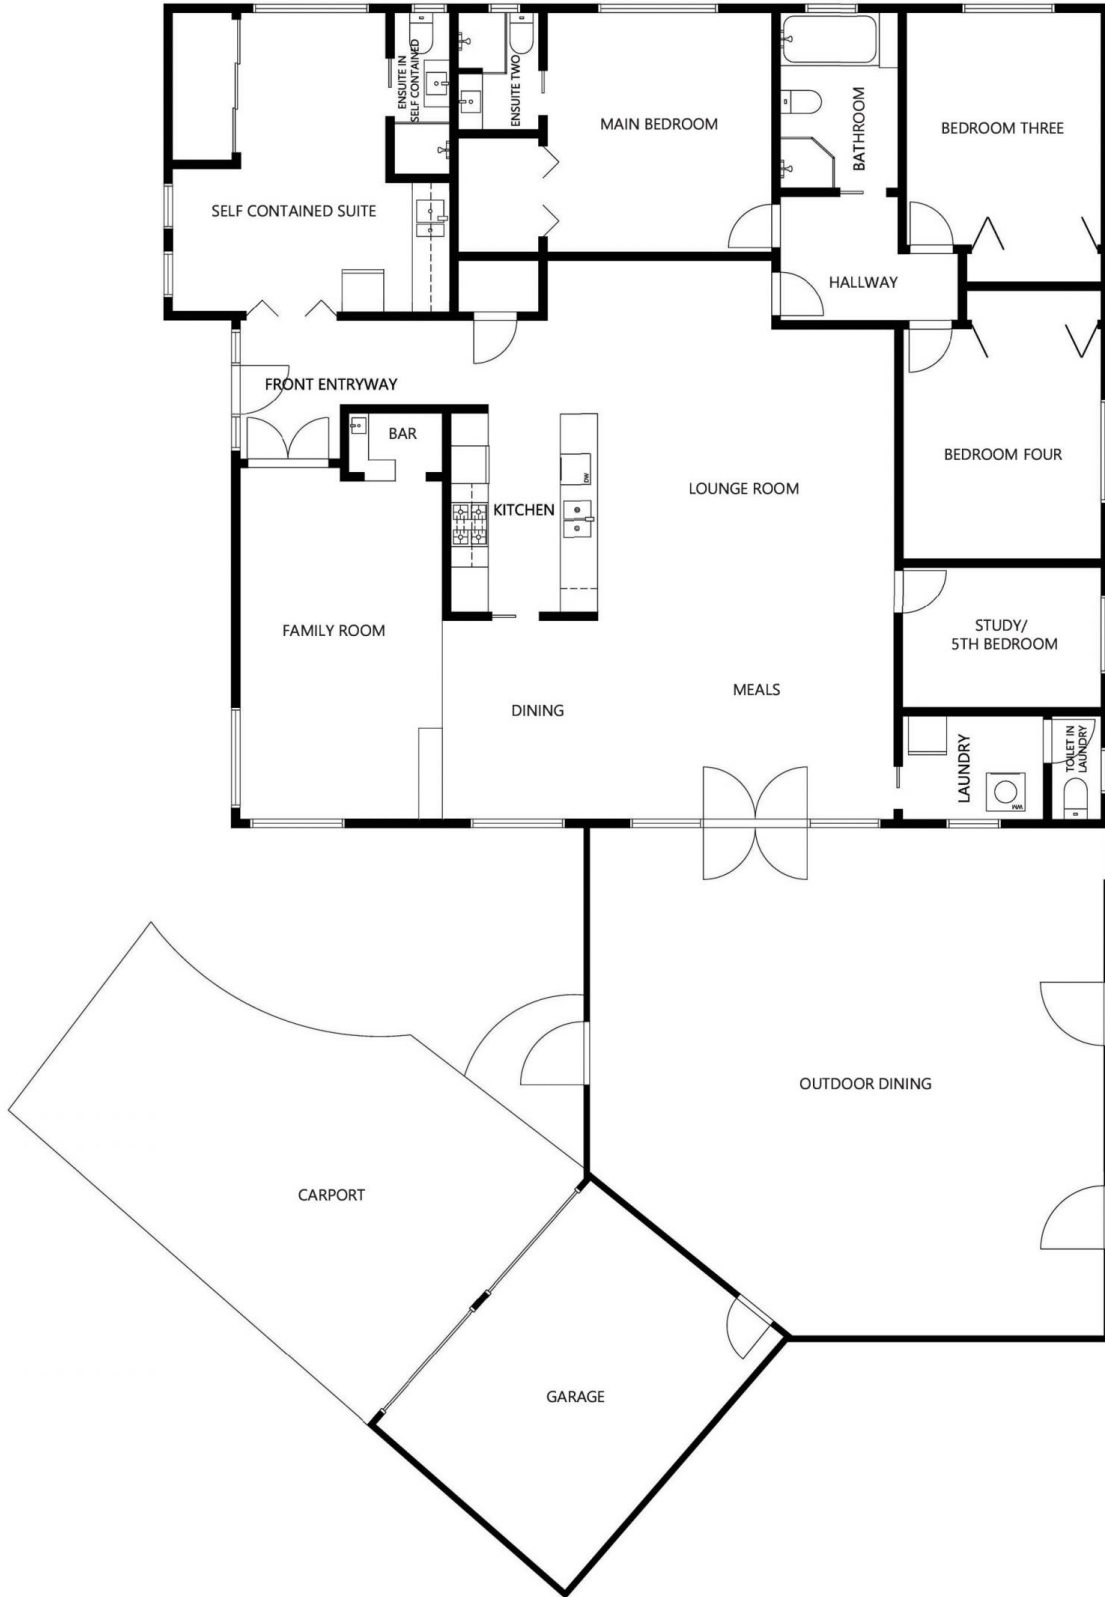 ENSUITE IN
SELF CONTAINED
ENSUITE TWO
MAIN BEDROOM
BATHROOM
BEDROOM THREE
SELF CONTAINED SUITE
HALLWAY
FRONT ENTRYWAY
BAR
BEDROOM FOUR
LOUNGE ROOM
DW
KITCHEN
FAMILY ROOM
STUDY/
5TH BEDROOM
DINING
MEALS
LAUNDRY
WM
TOILET IN
LAUNDRY
OUTDOOR DINING
CARPORT
GARAGE